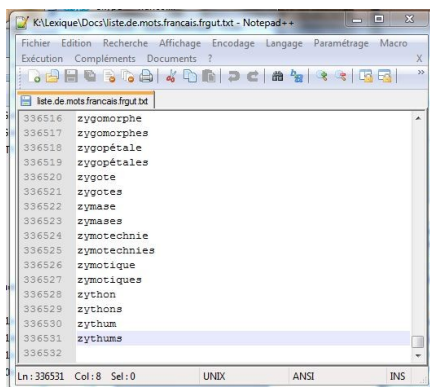 K:\Lexique\Docs\liste.de.mots.francais.frgut.txt - Notepad++
Fichier Edition Recherche Affichage Encodage Langage Paramétrage Macro
Exécution Compléments Documents ? X
liste.de.mots.francais.frgut.txt
336516 zygomorphe
336517 zygomorphes
336518 zygopétale
336519 zygopétales
336520 zygote
336521 zygotes
336522 zymase
336523 zymases
336524 zymotechnie
336525 zymotechnies
336526 zymotique
336527 zymotiques
336528 zython
336529 zythons
336530 zythum
336531 zythums
336532
Ln : 336531 Col : 8 Sel : 0 UNIX ANSI INS